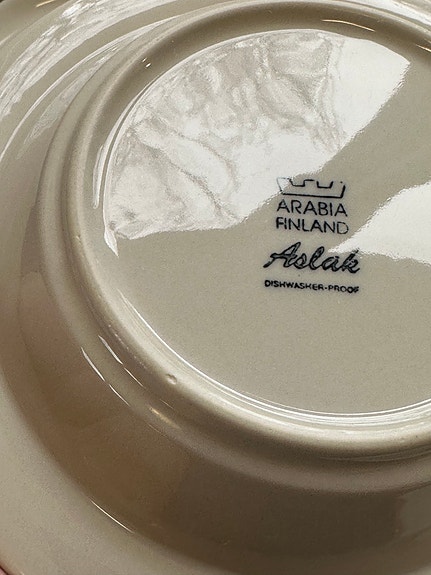 ARABIA
FINLAND
Aslak
DISHWASHER-PROOF